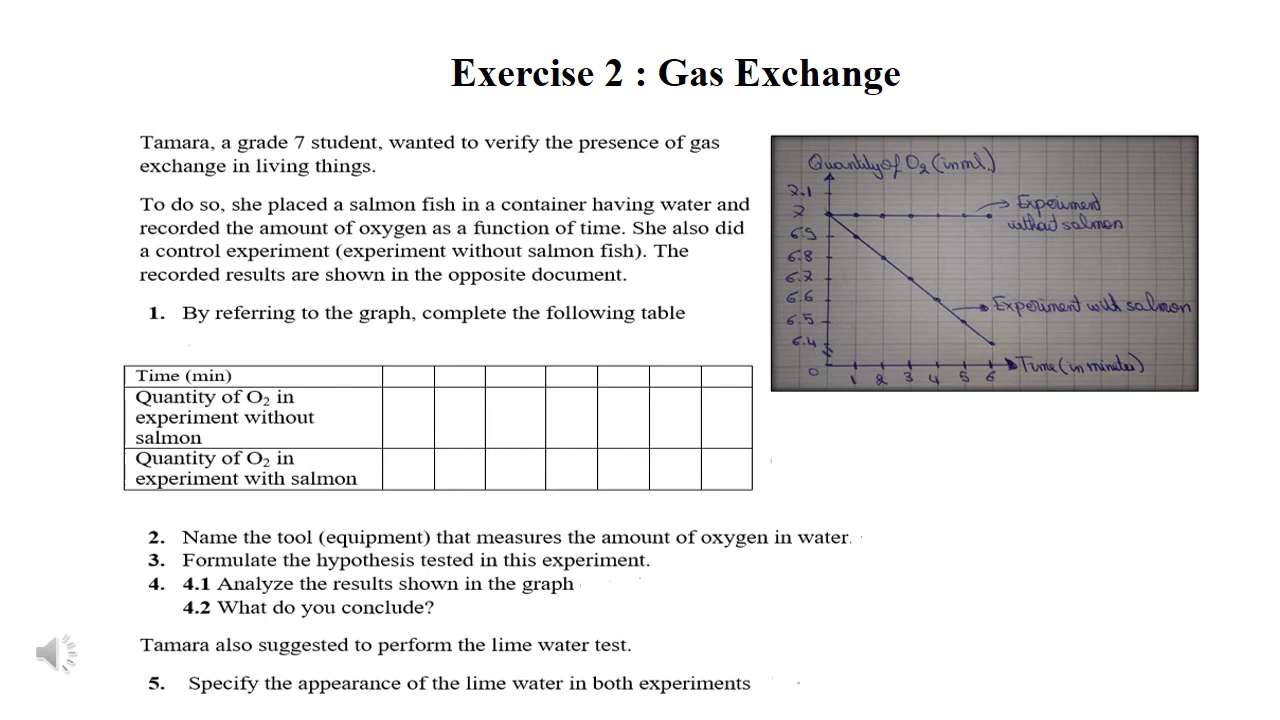 Exercise 2 : Gas Exchange
Tamara, a grade 7 student, wanted to verify the presence of gas
exchange in living things.
To do so, she placed a salmon fish in a container having water and
recorded the amount of oxygen as a function of time. She also did
a control experiment (experiment without salmon fish). The
recorded results are shown in the opposite document.
1. By referring to the graph, complete the following table
Time (min)
Quantity of O₂ in
experiment without
salmon
Quantity of O₂ in
experiment with salmon
Quantity of O₂ (in ml.)
7.1
7
6.9
6.8
6.7
6.6
6.5
6.4
0
1 2 3 4 5 6
Time (in minutes)
Experiment
without salmon
Experiment with salmon
2. Name the tool (equipment) that measures the amount of oxygen in water.
3. Formulate the hypothesis tested in this experiment.
4. 4.1 Analyze the results shown in the graph
4.2 What do you conclude?
Tamara also suggested to perform the lime water test.
5. Specify the appearance of the lime water in both experiments